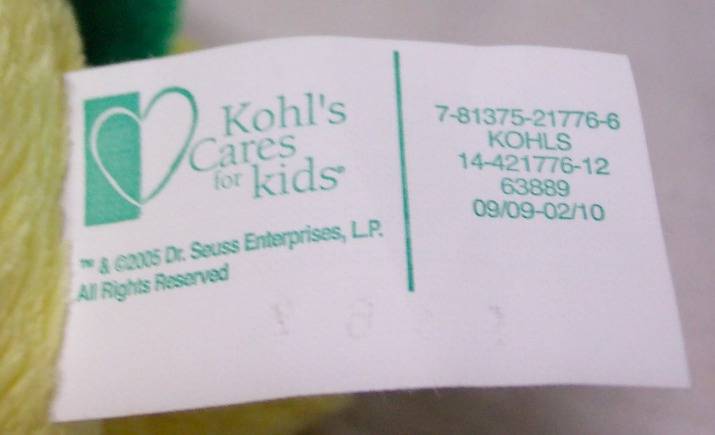 Kohl's
Cares
for kids®
™ & ©2005 Dr. Seuss Enterprises, L.P.
All Rights Reserved
7-81375-21776-6
KOHLS
14-421776-12
63889
09/09-02/10